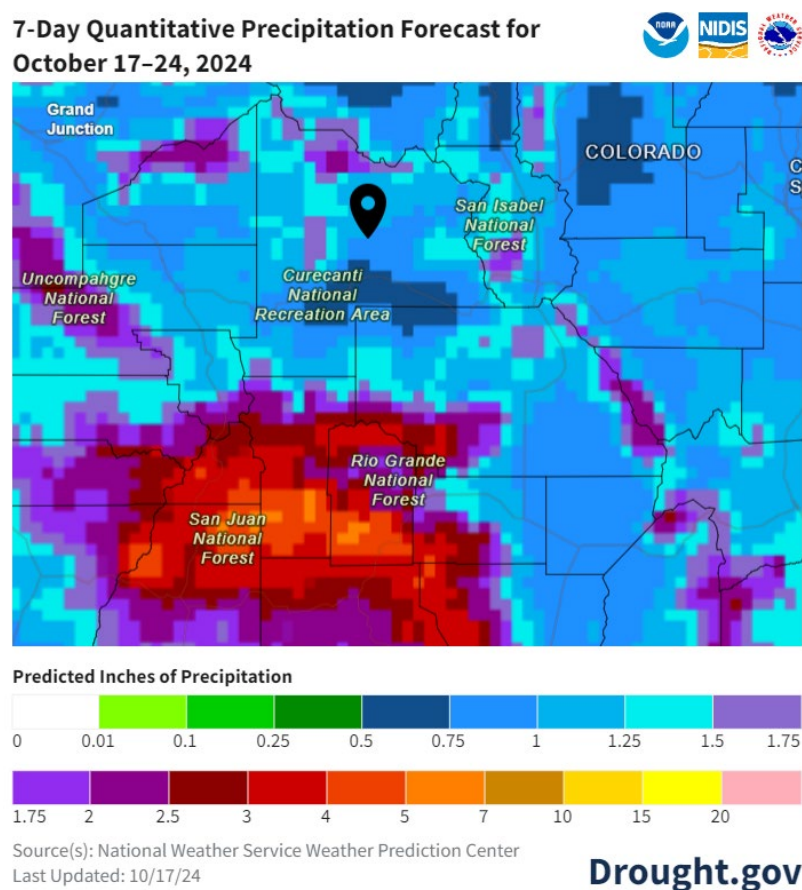 7-Day Quantitative Precipitation Forecast for
October 17–24, 2024
NOAA
NIDIS
Grand
Junction
COLORADO
San Isabel
National
Forest
Uncompahgre
National
Forest
Curecanti
National
Recreation Area
Rio Grande
National
Forest
San Juan
National
Forest
Predicted Inches of Precipitation
0 0.01 0.1 0.25 0.5 0.75 1 1.25 1.5 1.75
1.75 2 2.5 3 4 5 7 10 15 20
Source(s): National Weather Service Weather Prediction Center
Last Updated: 10/17/24
Drought.gov